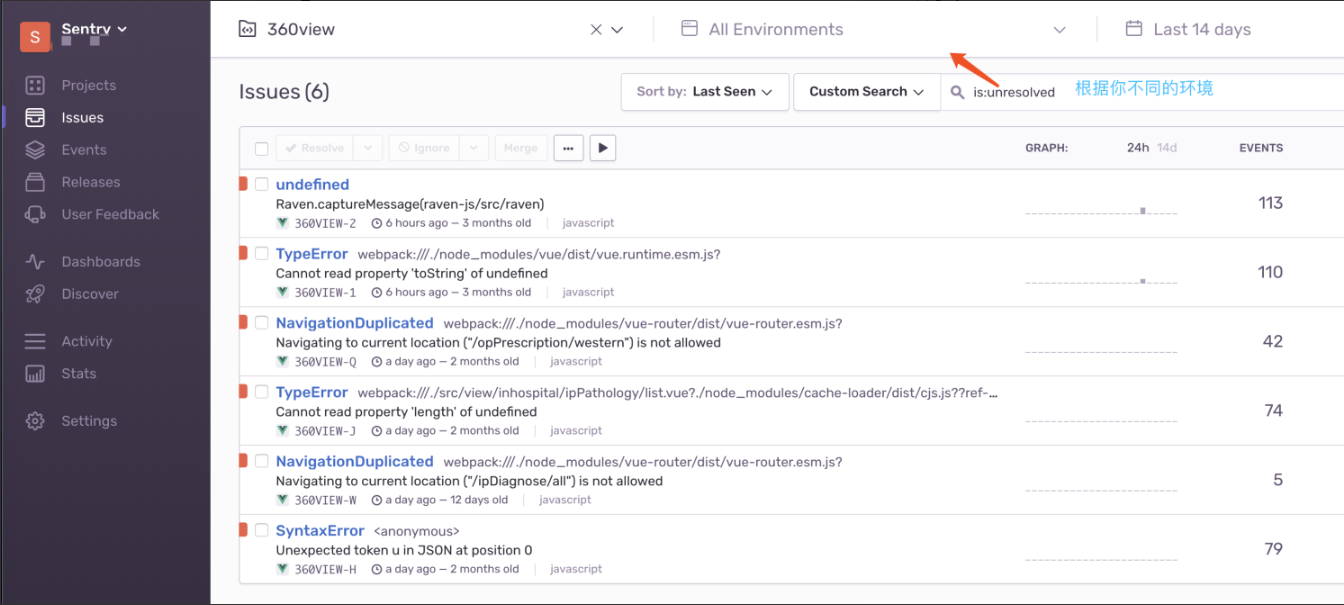 S
Sentry
360view
All Environments
Last 14 days
Projects
Issues
Events
Releases
User Feedback
Dashboards
Discover
Activity
Stats
Settings
Issues (6)
Sort by: Last Seen
Custom Search
is:unresolved
根据你不同的环境
Resolve
Ignore
Merge
GRAPH:
24h 14d
EVENTS
undefined
Raven.captureMessage(raven-js/src/raven)
360VIEW-2 6 hours ago — 3 months old javascript
113
TypeError webpack:///./node_modules/vue/dist/vue.runtime.esm.js?
Cannot read property 'toString' of undefined
360VIEW-1 6 hours ago — 3 months old javascript
110
NavigationDuplicated webpack:///./node_modules/vue-router/dist/vue-router.esm.js?
Navigating to current location ("/opPrescription/western") is not allowed
360VIEW-Q a day ago — 2 months old javascript
42
TypeError webpack:///./src/view/inhospital/ipPathology/list.vue?./node_modules/cache-loader/dist/cjs.js??ref-...
Cannot read property 'length' of undefined
360VIEW-J a day ago — 2 months old javascript
74
NavigationDuplicated webpack:///./node_modules/vue-router/dist/vue-router.esm.js?
Navigating to current location ("/ipDiagnose/all") is not allowed
360VIEW-W a day ago — 12 days old javascript
5
SyntaxError <anonymous>
Unexpected token u in JSON at position 0
360VIEW-H a day ago — 2 months old javascript
79